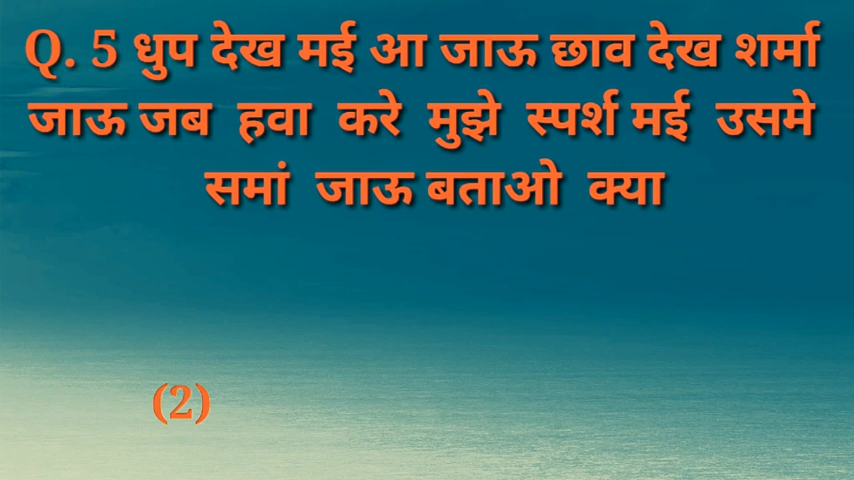 Q. 5 धुप देख मई आ जाऊ छाव देख शर्मा
जाऊ जब हवा करे मुझे स्पर्श मई उसमे
समां जाऊ बताओ क्या
(2)